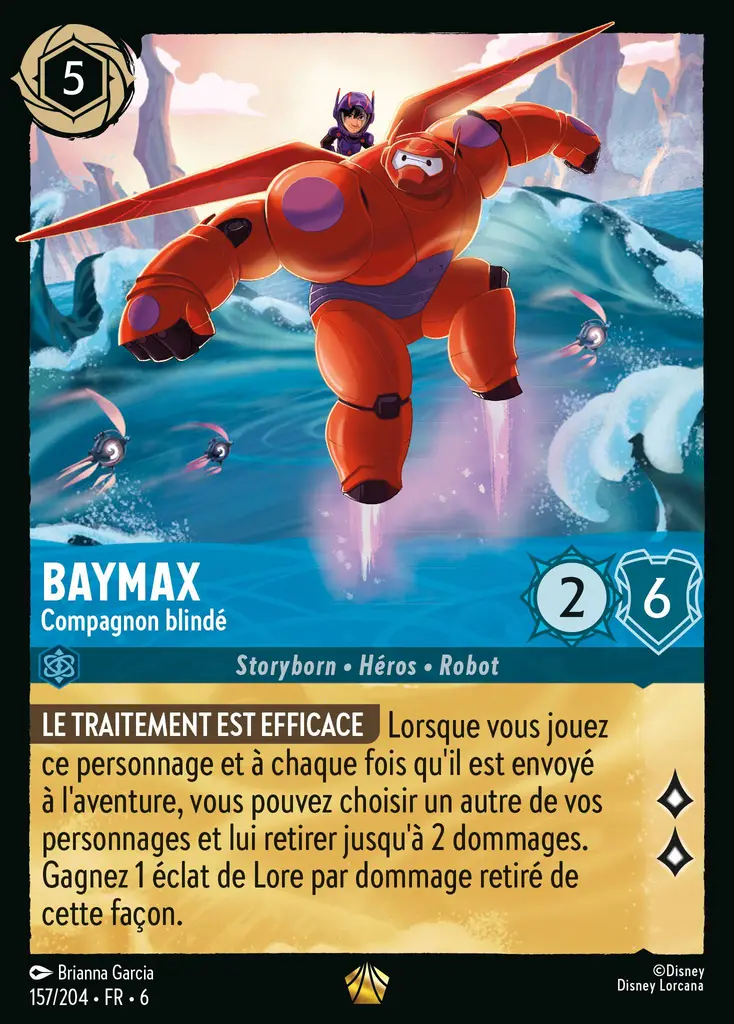 5
BAYMAX
Compagnon blindé
2
6
Storyborn • Héros • Robot
LE TRAITEMENT EST EFFICACE Lorsque vous jouez
ce personnage et à chaque fois qu'il est envoyé
à l'aventure, vous pouvez choisir un autre de vos
personnages et lui retirer jusqu'à 2 dommages.
Gagnez 1 éclat de Lore par dommage retiré de
cette façon.
Brianna Garcia
157/204 • FR • 6
©Disney
Disney Lorcana